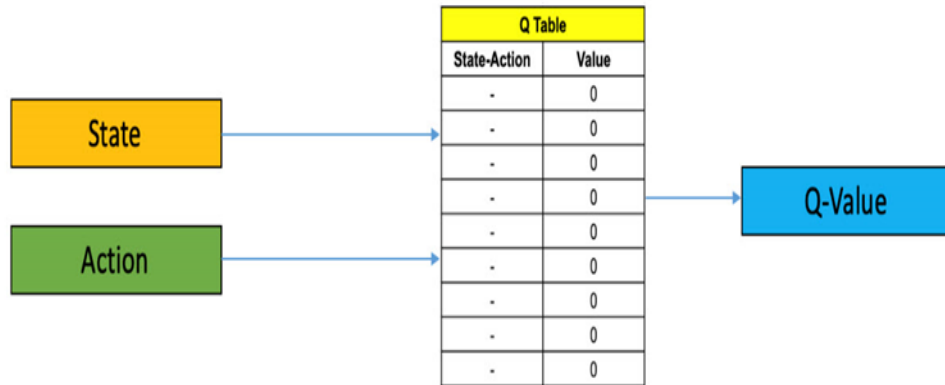 Q Table
State-Action Value
- 0
- 0
State
- 0
- 0
Q-Value
- 0
Action
- 0
- 0
- 0
- 0